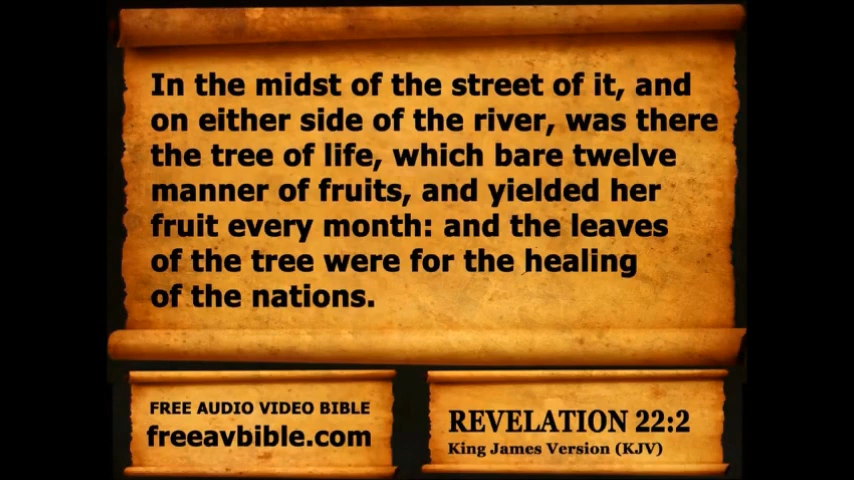 In the midst of the street of it, and
on either side of the river, was there
the tree of life, which bare twelve
manner of fruits, and yielded her
fruit every month: and the leaves
of the tree were for the healing
of the nations.
FREE AUDIO VIDEO BIBLE
freeavbible.com
REVELATION 22:2
King James Version (KJV)